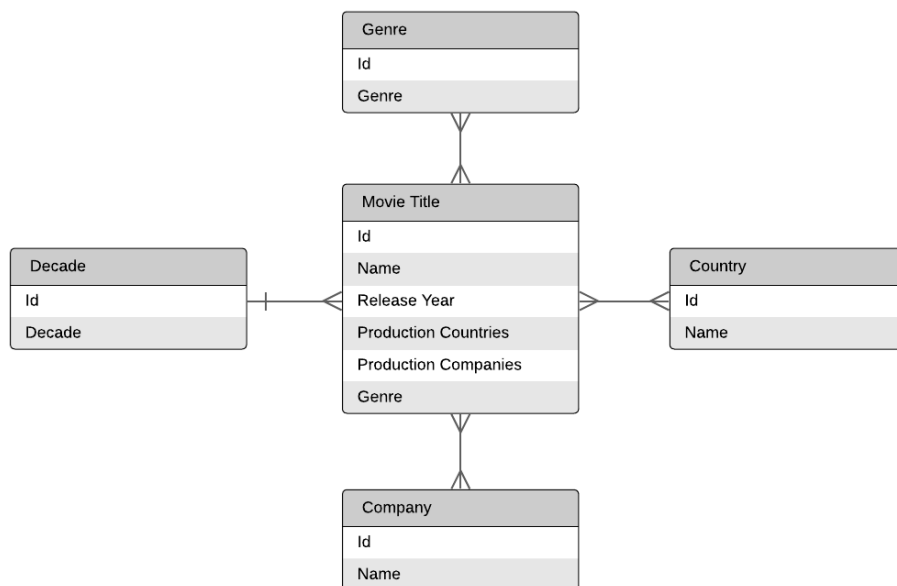 Genre
Id
Genre
Movie Title
Id
Name
Release Year
Production Countries
Production Companies
Genre
Decade
Id
Decade
Country
Id
Name
Company
Id
Name